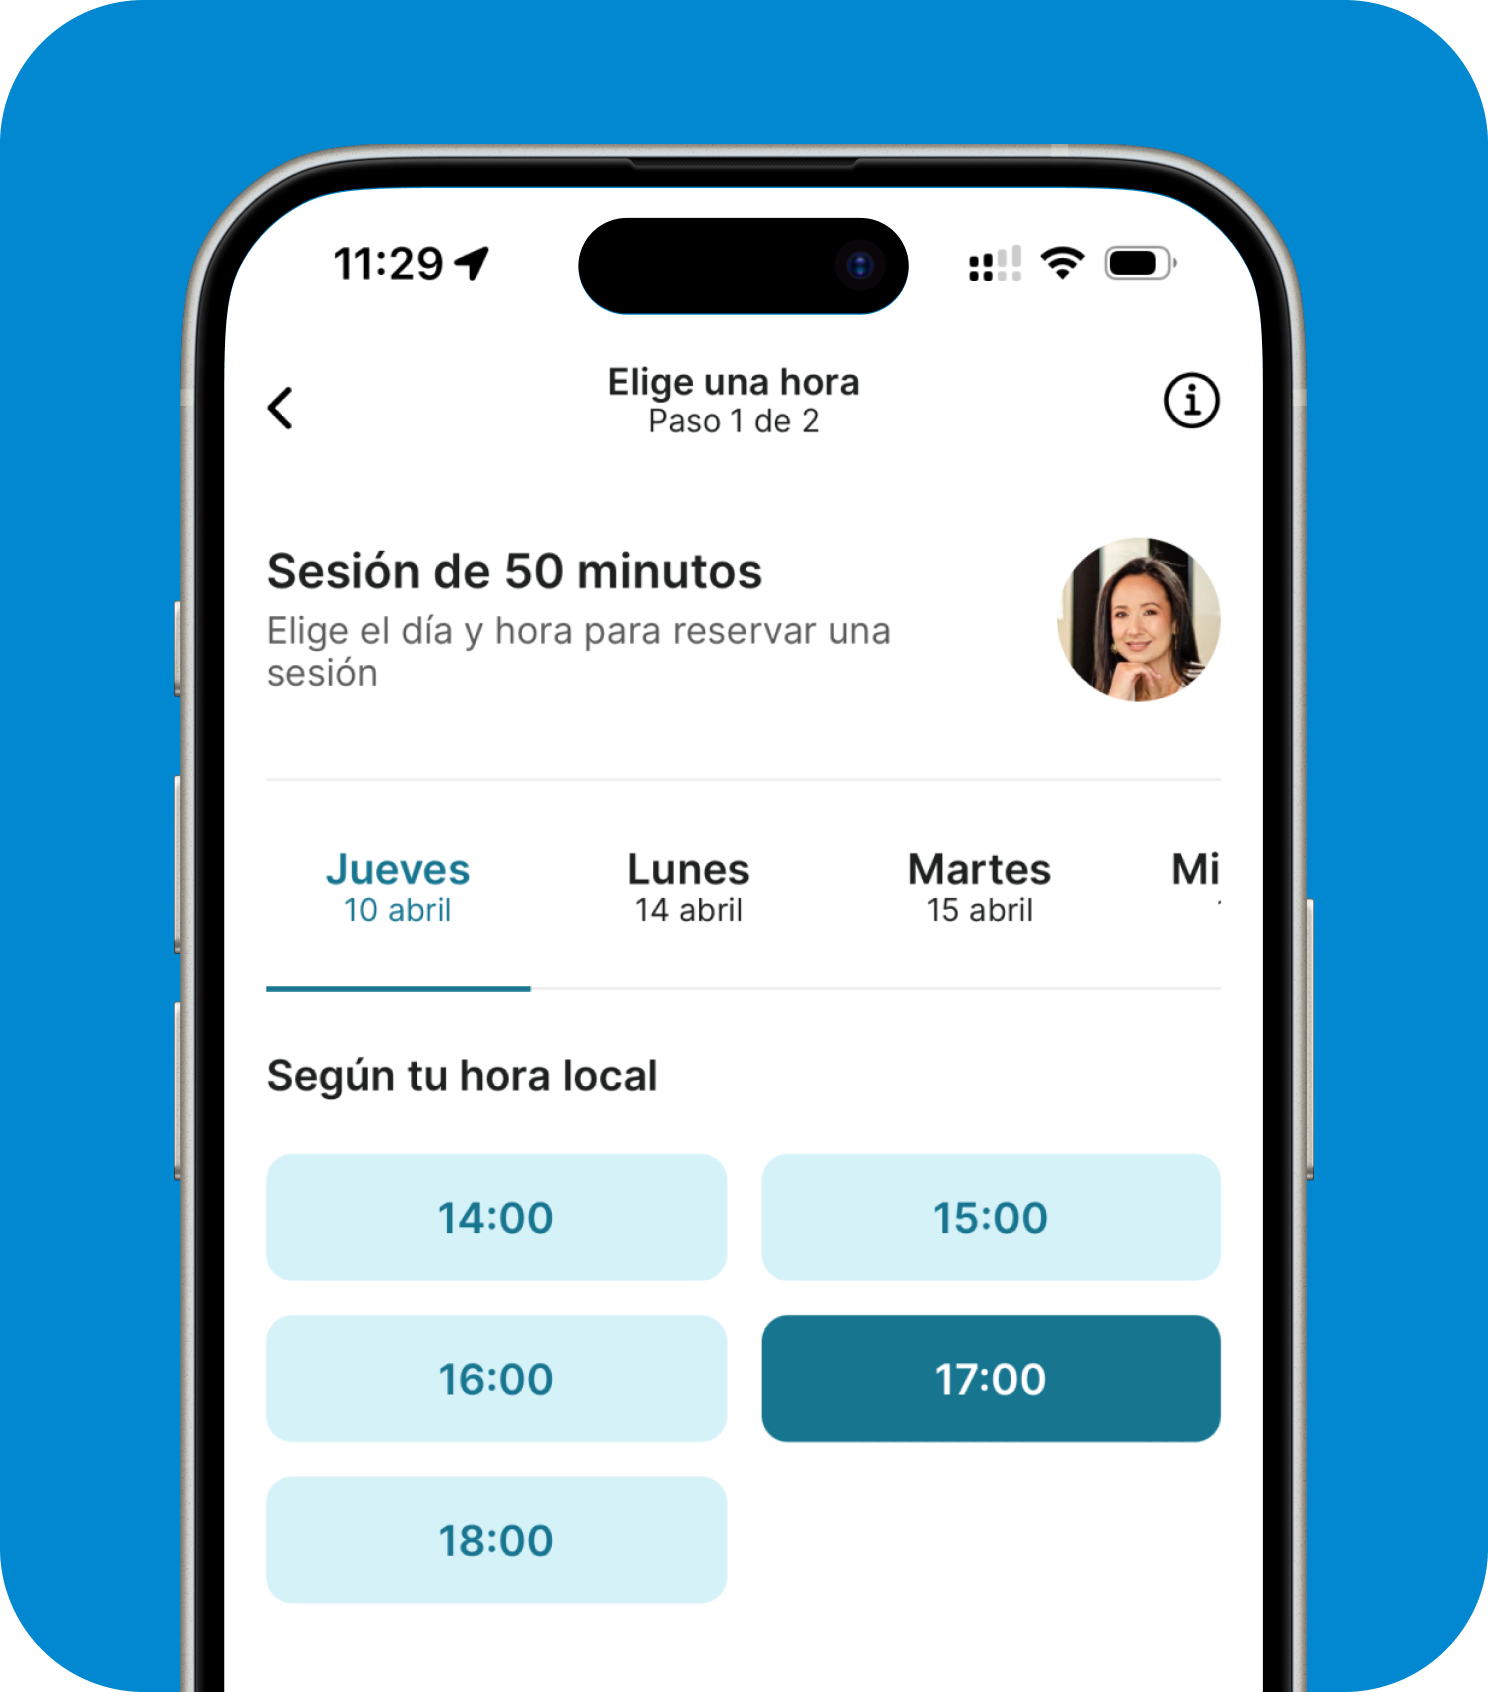 11:29
Elige una hora
Paso 1 de 2
Sesión de 50 minutos
Elige el día y hora para reservar una
sesión
Jueves
10 abril
Lunes
14 abril
Martes
15 abril
Mi
Según tu hora local
14:00
15:00
16:00
17:00
18:00